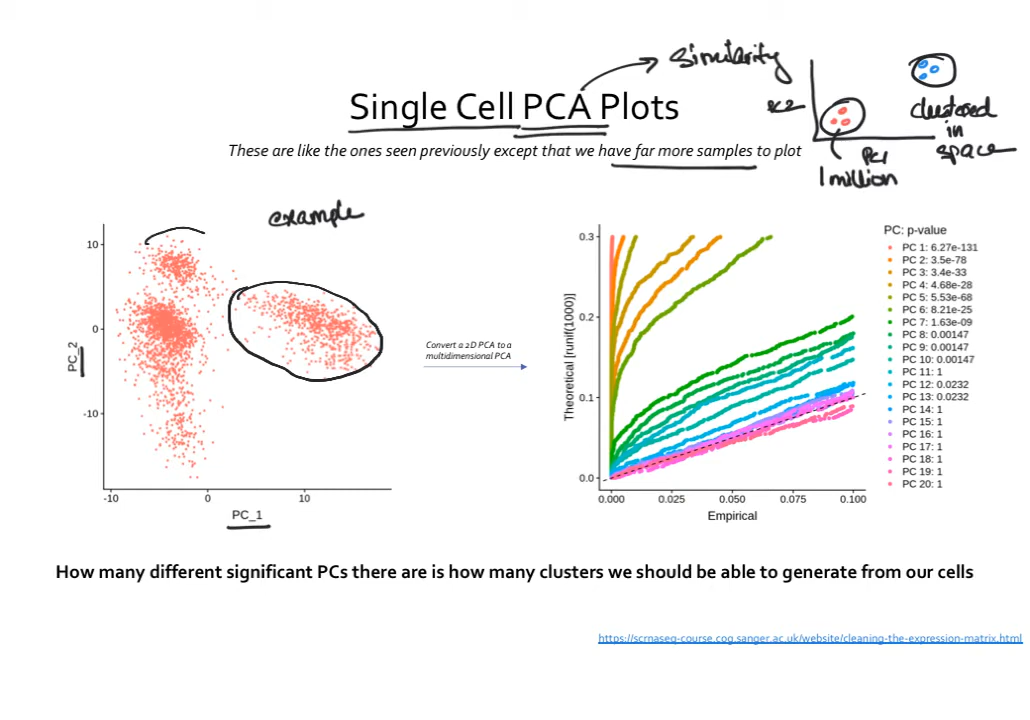 Similarity
Single Cell PCA Plots
PC2
clustered
in
space
PC1
1 million
These are like the ones seen previously except that we have far more samples to plot
example
10
0
-10
PC_2
-10
0
10
PC_1
Convert a 2D PCA to a
multidimensional PCA
0.3
0.2
0.1
0.0
Theoretical [runif(1000)]
0.000
0.025
0.050
0.075
0.100
Empirical
PC: p-value
PC 1: 6.27e-131
PC 2: 3.5e-78
PC 3: 3.4e-33
PC 4: 4.68e-28
PC 5: 5.53e-68
PC 6: 8.21e-25
PC 7: 1.63e-09
PC 8: 0.00147
PC 9: 0.00147
PC 10: 0.00147
PC 11: 1
PC 12: 0.0232
PC 13: 0.0232
PC 14: 1
PC 15: 1
PC 16: 1
PC 17: 1
PC 18: 1
PC 19: 1
PC 20: 1
How many different significant PCs there are is how many clusters we should be able to generate from our cells
https://scrnaseq-course.cog.sanger.ac.uk/website/cleaning-the-expression-matrix.html